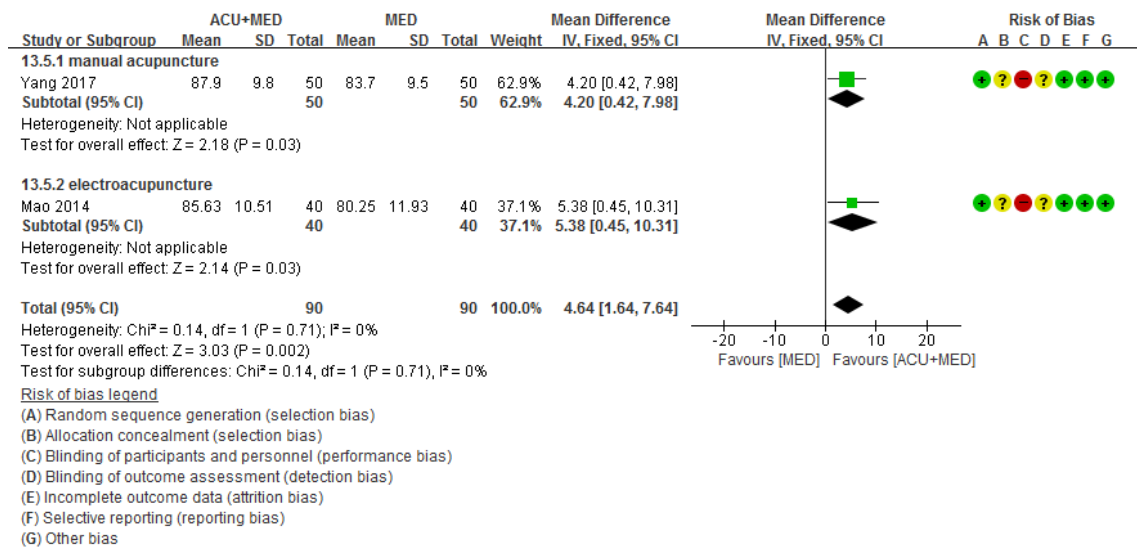 ACU+MED MED Mean Difference Mean Difference Risk of Bias
Study or Subgroup Mean SD Total Mean SD Total Weight IV, Fixed, 95% CI IV, Fixed, 95% CI A B C D E F G
13.5.1 manual acupuncture
Yang 2017 87.9 9.8 50 83.7 9.5 50 62.9% 4.20 [0.42, 7.98] + ? − ? + + +
Subtotal (95% CI) 50 50 62.9% 4.20 [0.42, 7.98]
Heterogeneity: Not applicable
Test for overall effect: Z = 2.18 (P = 0.03)
13.5.2 electroacupuncture
Mao 2014 85.63 10.51 40 80.25 11.93 40 37.1% 5.38 [0.45, 10.31] + ? − ? + + +
Subtotal (95% CI) 40 40 37.1% 5.38 [0.45, 10.31]
Heterogeneity: Not applicable
Test for overall effect: Z = 2.14 (P = 0.03)
Total (95% CI) 90 90 100.0% 4.64 [1.64, 7.64]
Heterogeneity: Chi² = 0.14, df = 1 (P = 0.71); I² = 0%
Test for overall effect: Z = 3.03 (P = 0.002)
Test for subgroup differences: Chi² = 0.14, df = 1 (P = 0.71), I² = 0%
-20 -10 0 10 20
Favours [MED] Favours [ACU+MED]
Risk of bias legend
(A) Random sequence generation (selection bias)
(B) Allocation concealment (selection bias)
(C) Blinding of participants and personnel (performance bias)
(D) Blinding of outcome assessment (detection bias)
(E) Incomplete outcome data (attrition bias)
(F) Selective reporting (reporting bias)
(G) Other bias